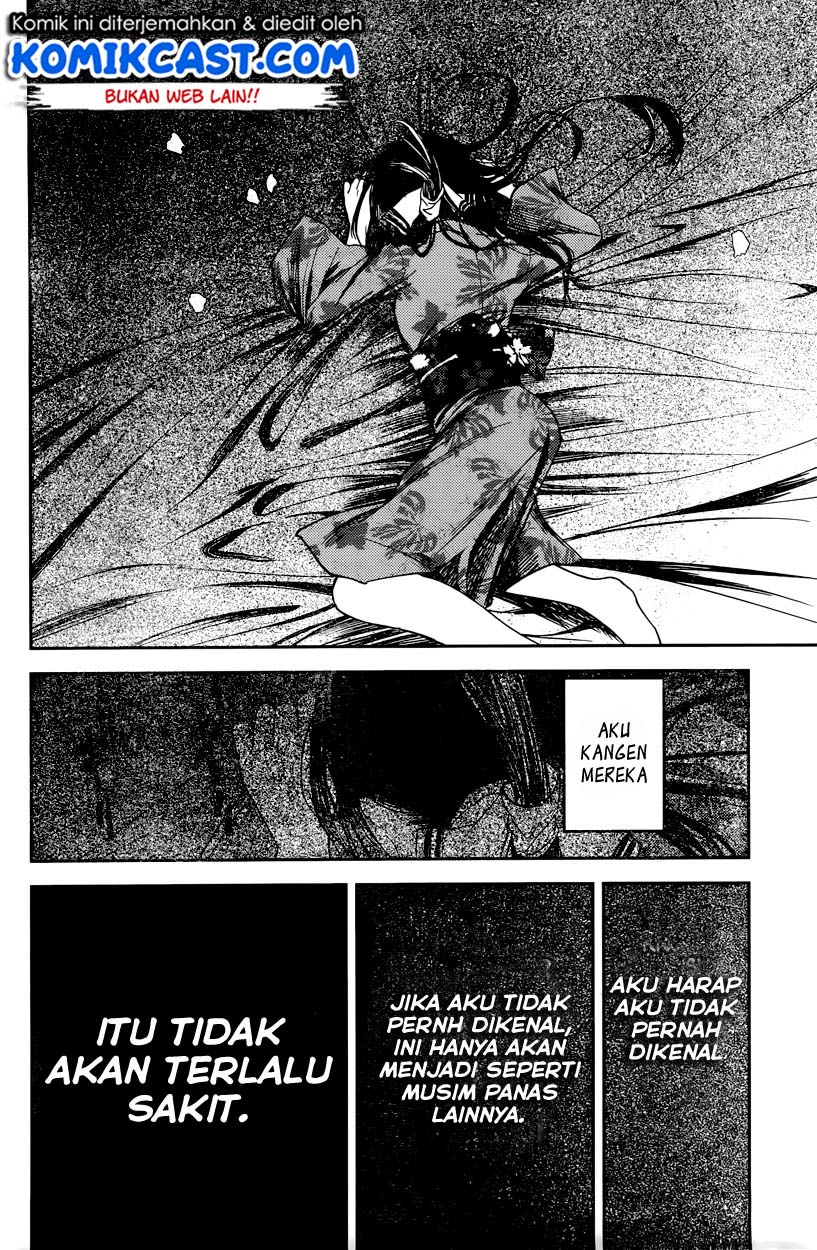 Komik ini diterjemahkan & diedit oleh
KOMIKCAST.COM
BUKAN WEB LAIN!!
AKU
KANGEN
MEREKA
AKU HARAP
AKU TIDAK
PERNAH
DIKENAL
JIKA AKU TIDAK
PERNH DIKENAL,
INI HANYA AKAN
MENJADI SEPERTI
MUSIM PANAS
LAINNYA.
ITU TIDAK
AKAN TERLALU
SAKIT.